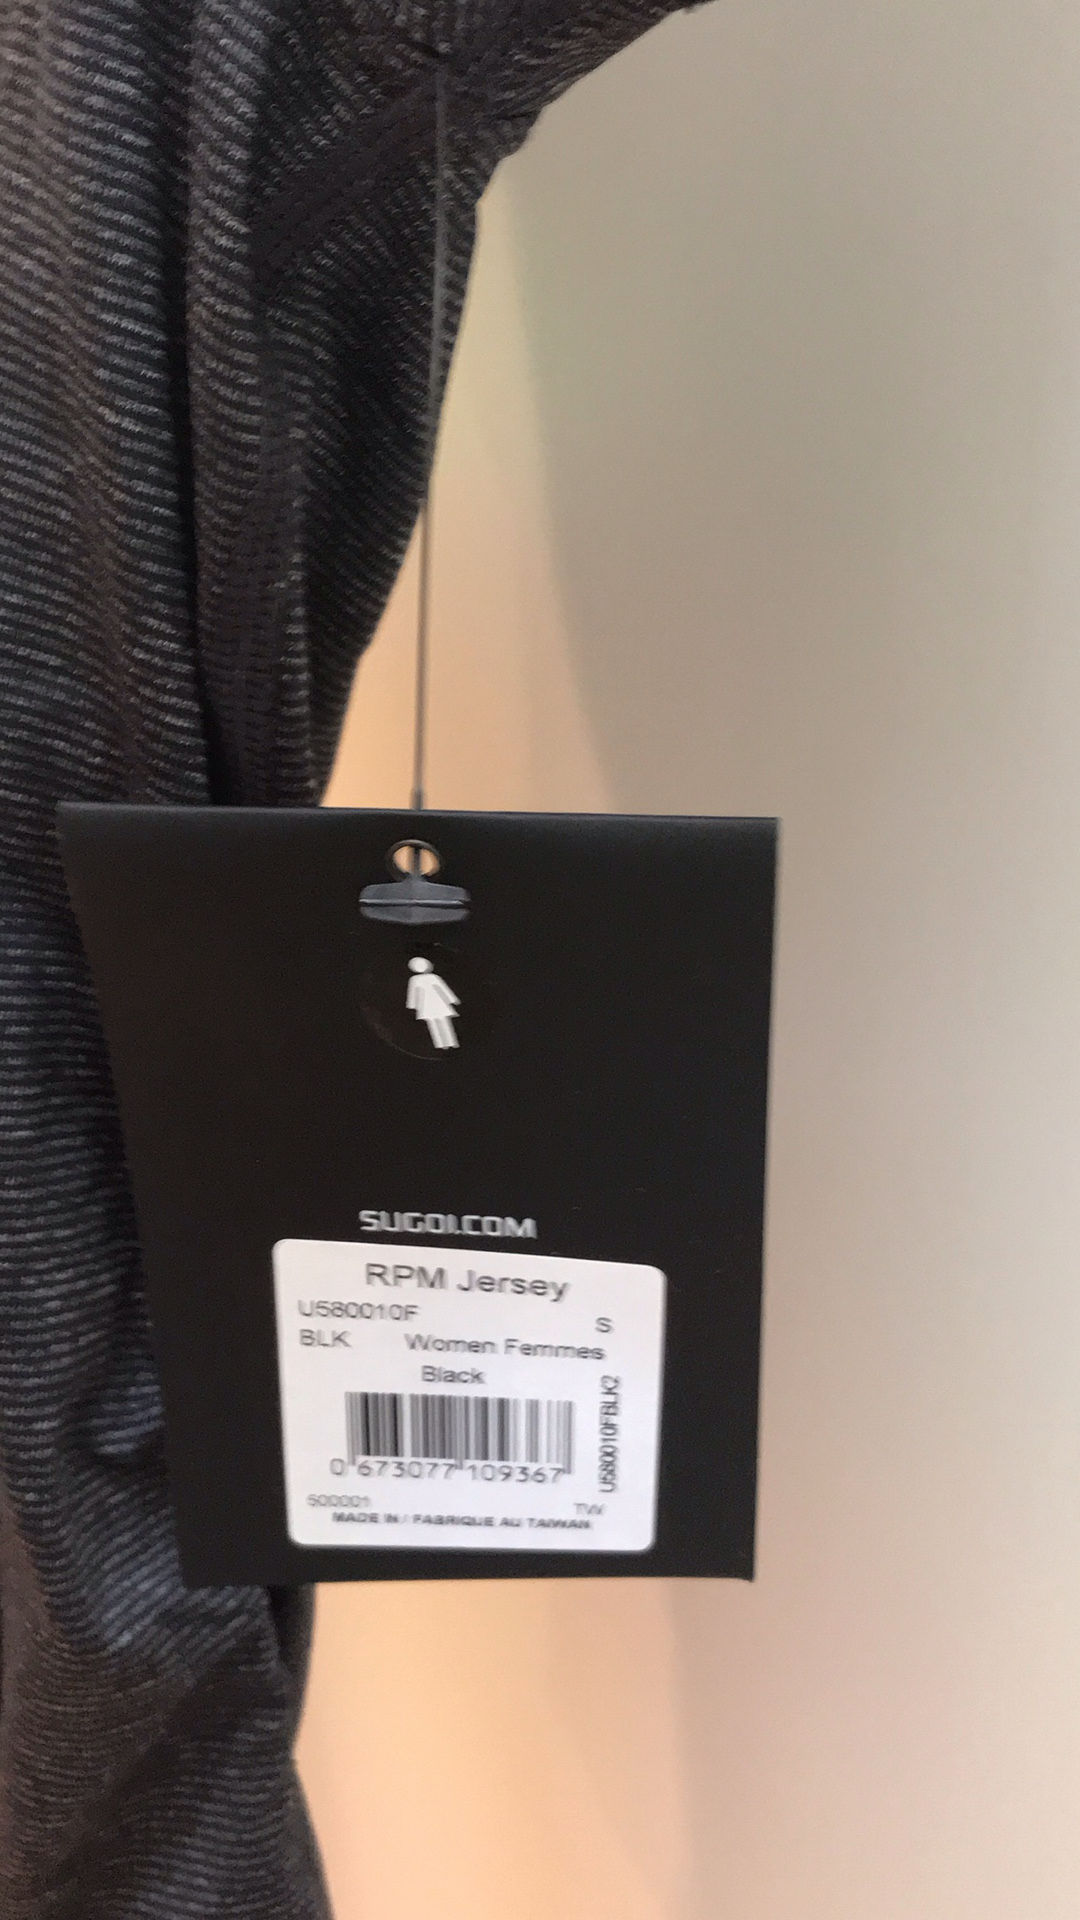 SUGOI.COM
RPM Jersey
U580010F S
BLK Women Femmes
Black
U580010FBLK2
0 673077 109367
500001 TW
MADE IN / FABRIQUE AU TAIWAN